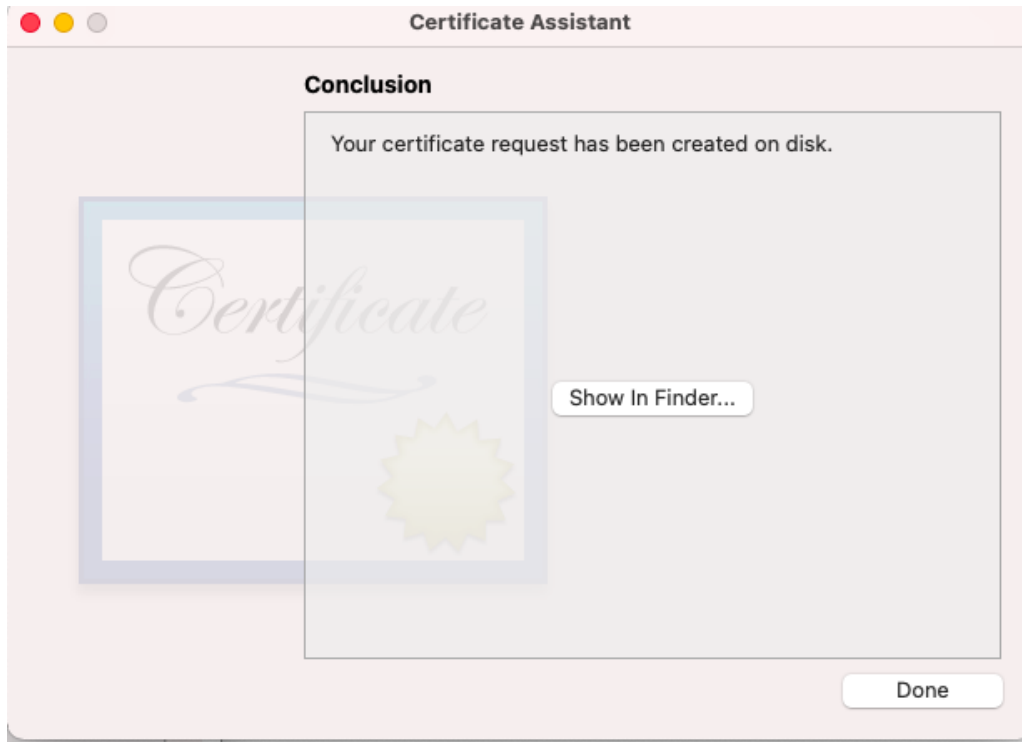 Certificate Assistant
Conclusion
Your certificate request has been created on disk.
Certificate
Show In Finder...
Done